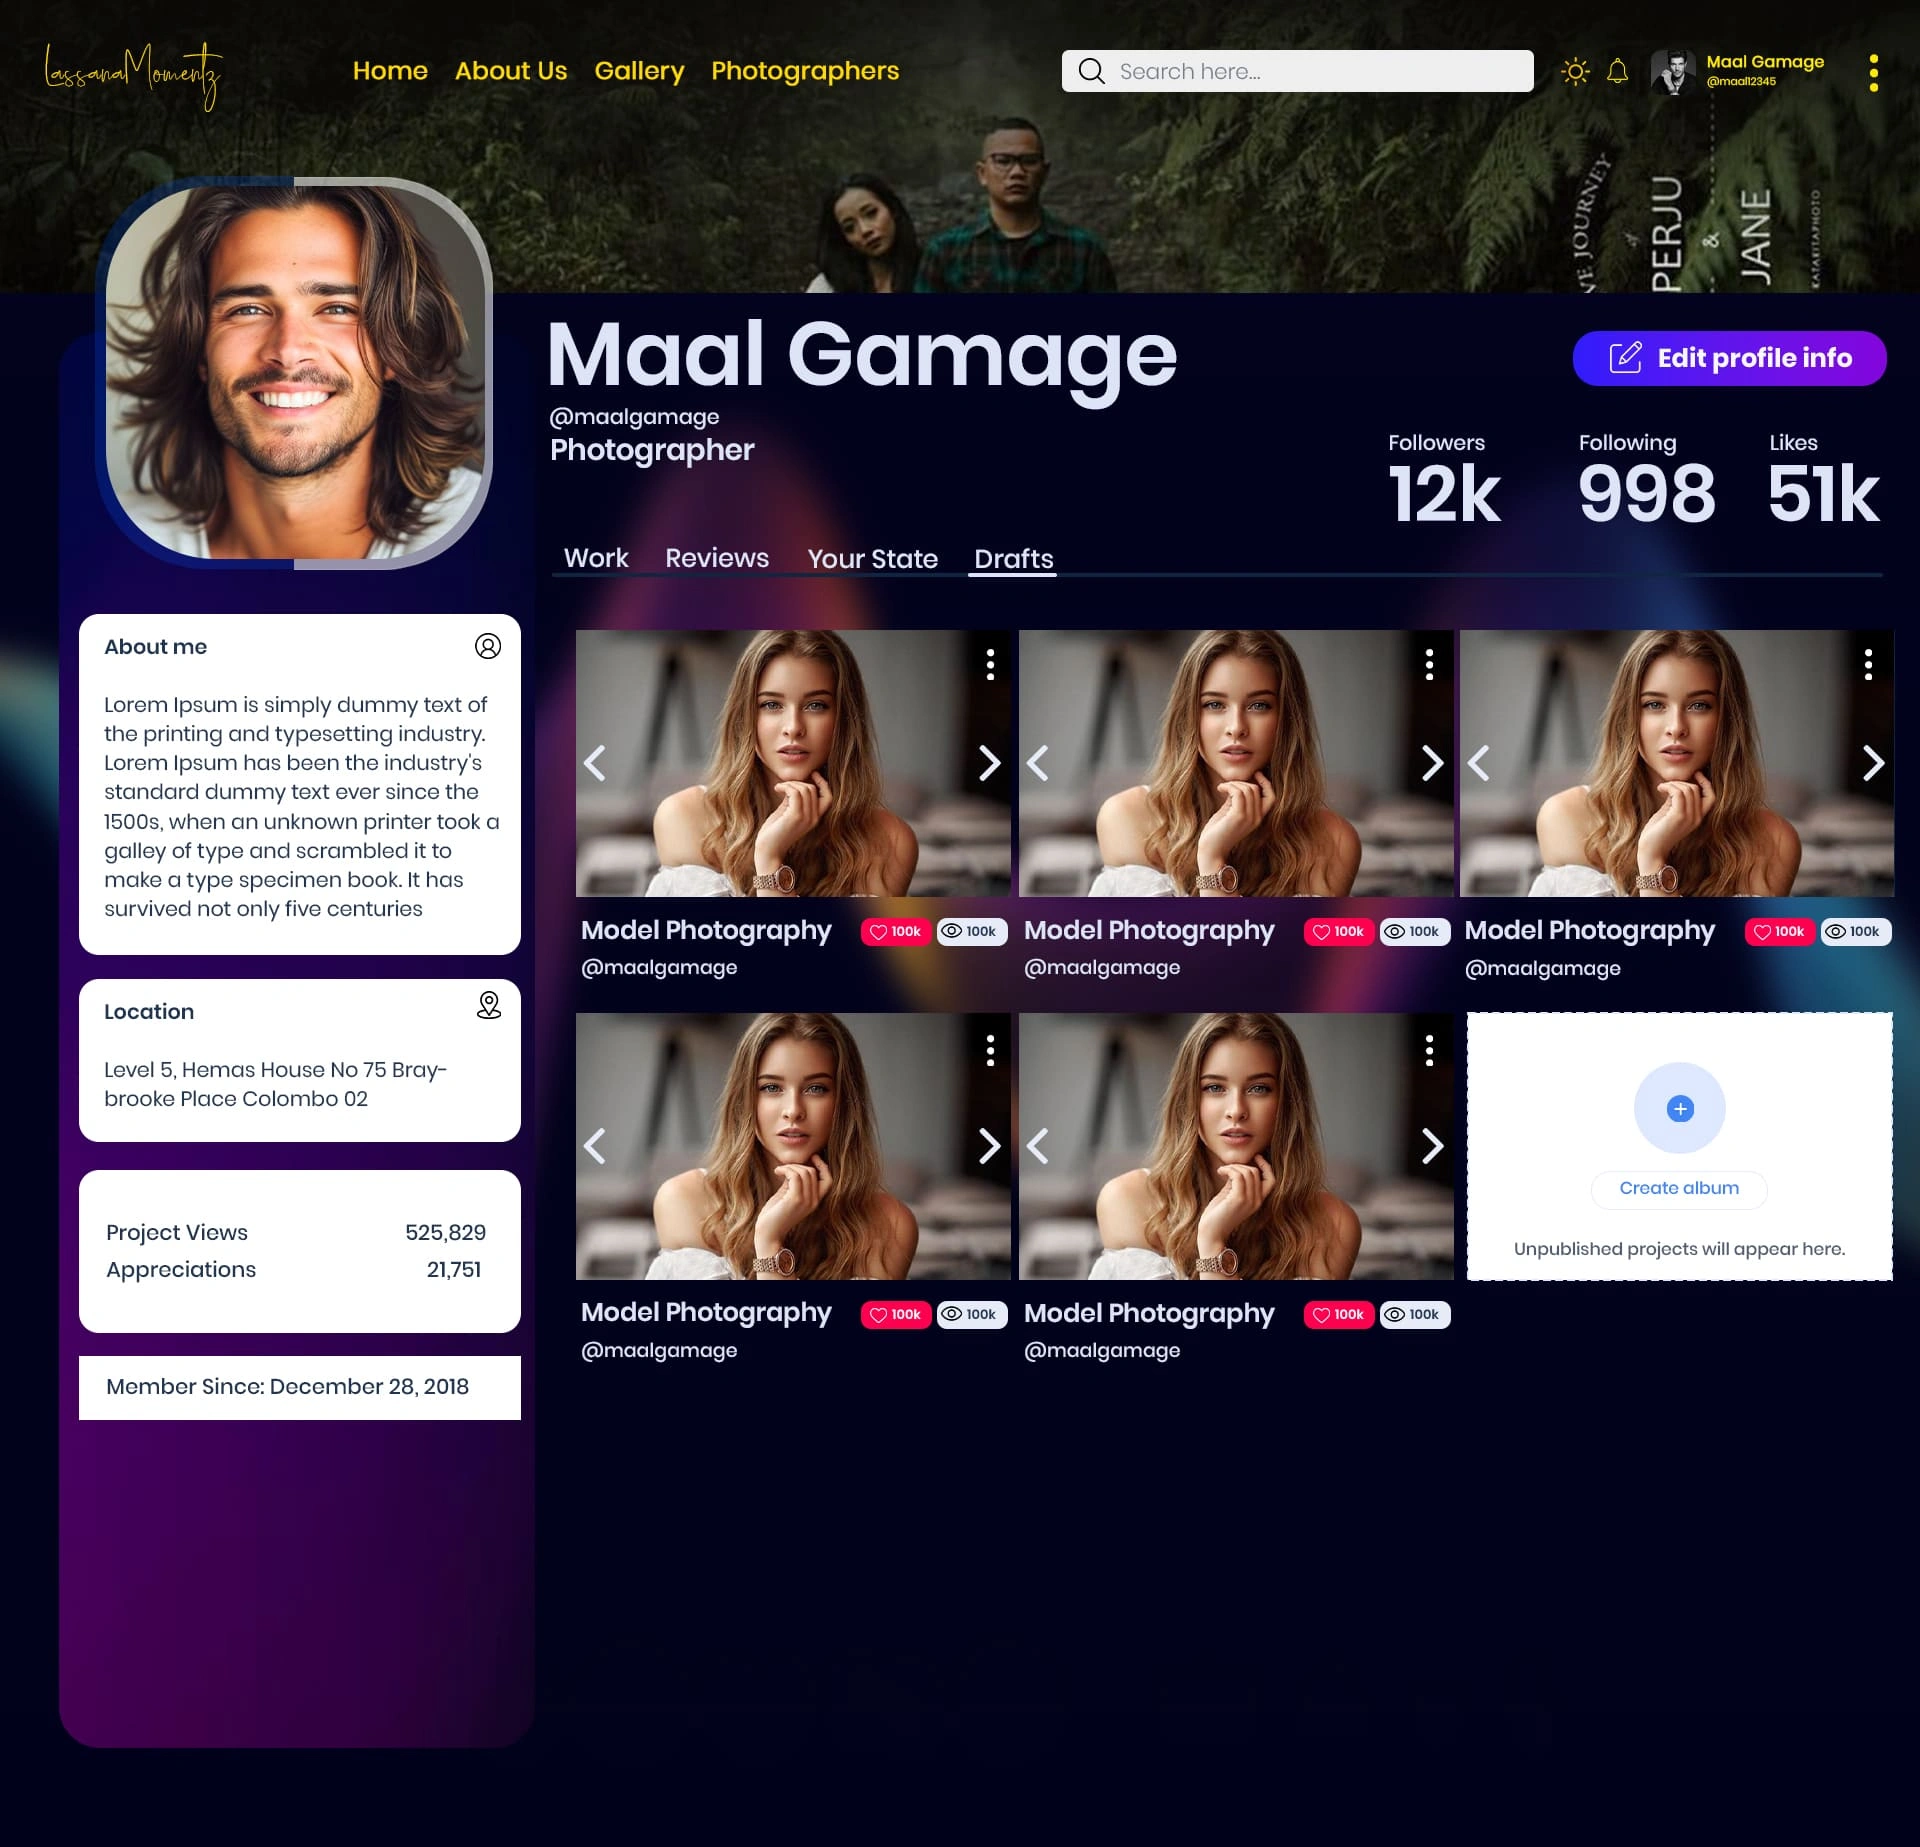 LassanaMomentz
Home About Us Gallery Photographers
Search here...
Maal Gamage
@maal12345
JOURNEY
of
PERJU
&
JANE
Maal Gamage
@maalgamage
Photographer
Edit profile info
Followers Following Likes
12k 998 51k
Work Reviews Your State Drafts
About me
Lorem Ipsum is simply dummy text of
the printing and typesetting industry.
Lorem Ipsum has been the industry's
standard dummy text ever since the
1500s, when an unknown printer took a
galley of type and scrambled it to
make a type specimen book. It has
survived not only five centuries
Location
Level 5, Hemas House No 75 Bray-
brooke Place Colombo 02
Project Views 525,829
Appreciations 21,751
Member Since: December 28, 2018
Model Photography 100k 100k
@maalgamage
Model Photography 100k 100k
@maalgamage
Model Photography 100k 100k
@maalgamage
Model Photography 100k 100k
@maalgamage
Model Photography 100k 100k
@maalgamage
Create album
Unpublished projects will appear here.